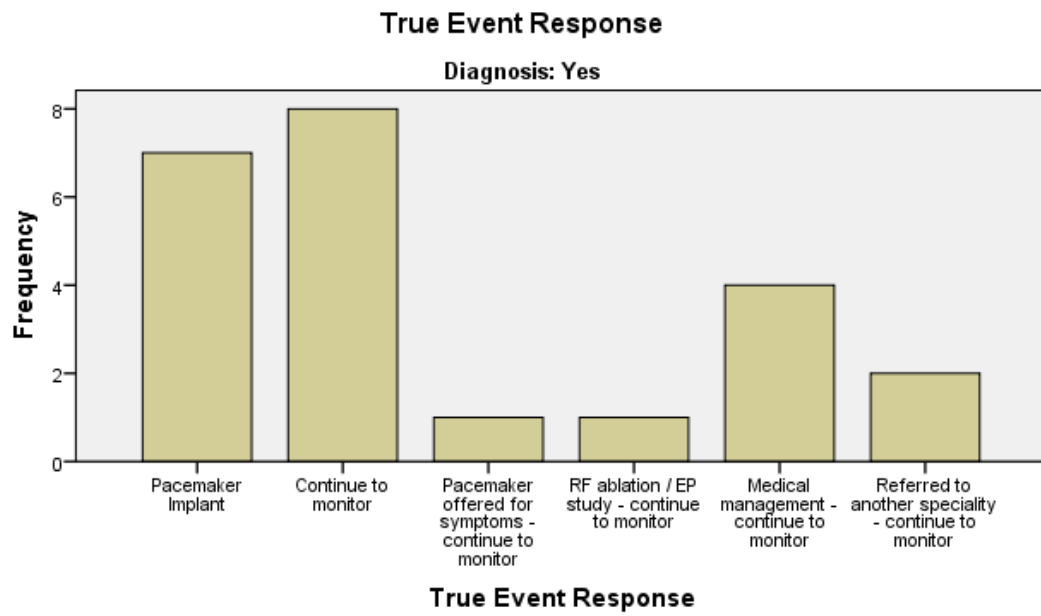 True Event Response
Diagnosis: Yes
Frequency
8
6
4
2
0
Pacemaker
Implant
Continue to
monitor
Pacemaker
offered for
symptoms -
continue to
monitor
RF ablation / EP
study - continue
to monitor
Medical
management -
continue to
monitor
Referred to
another speciality
- continue to
monitor
True Event Response